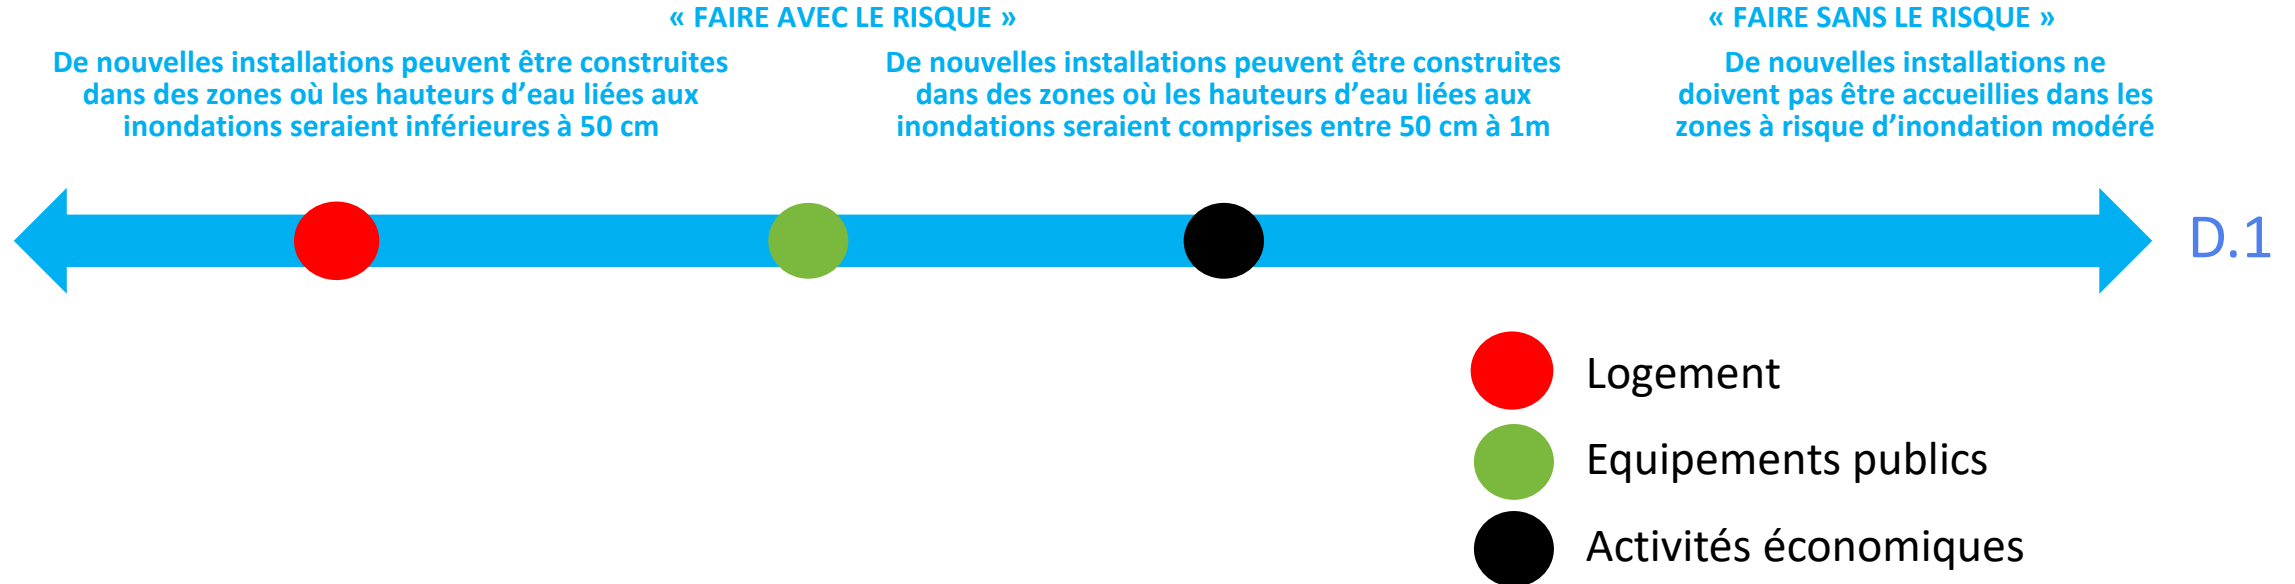 « FAIRE AVEC LE RISQUE »
« FAIRE SANS LE RISQUE »
De nouvelles installations peuvent être construites
dans des zones où les hauteurs d’eau liées aux
inondations seraient inférieures à 50 cm
De nouvelles installations peuvent être construites
dans des zones où les hauteurs d’eau liées aux
inondations seraient comprises entre 50 cm à 1m
De nouvelles installations ne
doivent pas être accueillies dans les
zones à risque d’inondation modéré
D.1
Logement
Equipements publics
Activités économiques